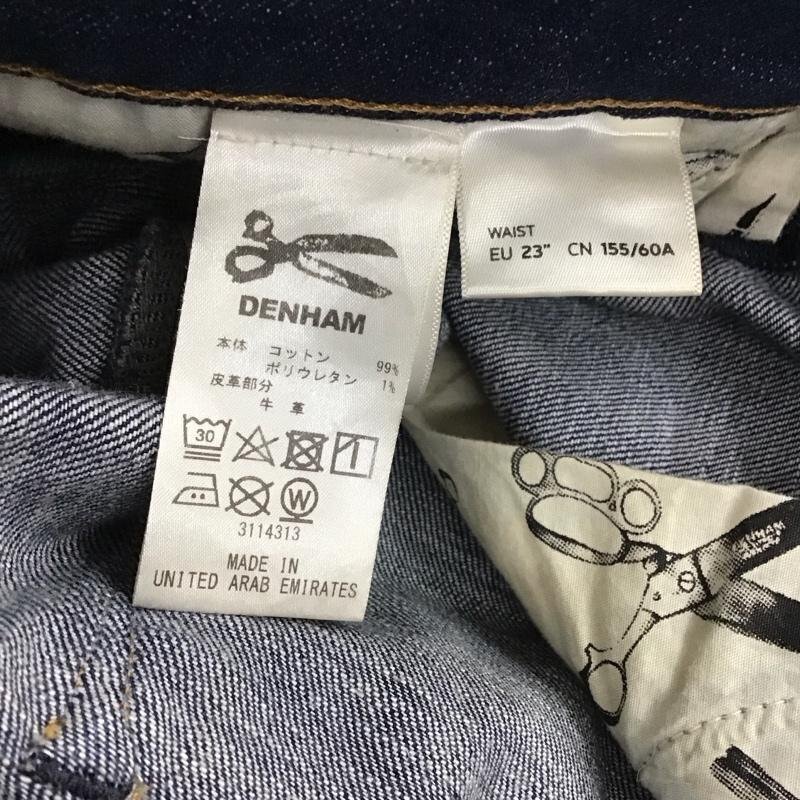 DENHAM
本体 コットン 99%
ポリウレタン 1%
皮革部分
牛 革
30
W
3114313
MADE IN
UNITED ARAB EMIRATES
WAIST
EU 23" CN 155/60A
DENHAM